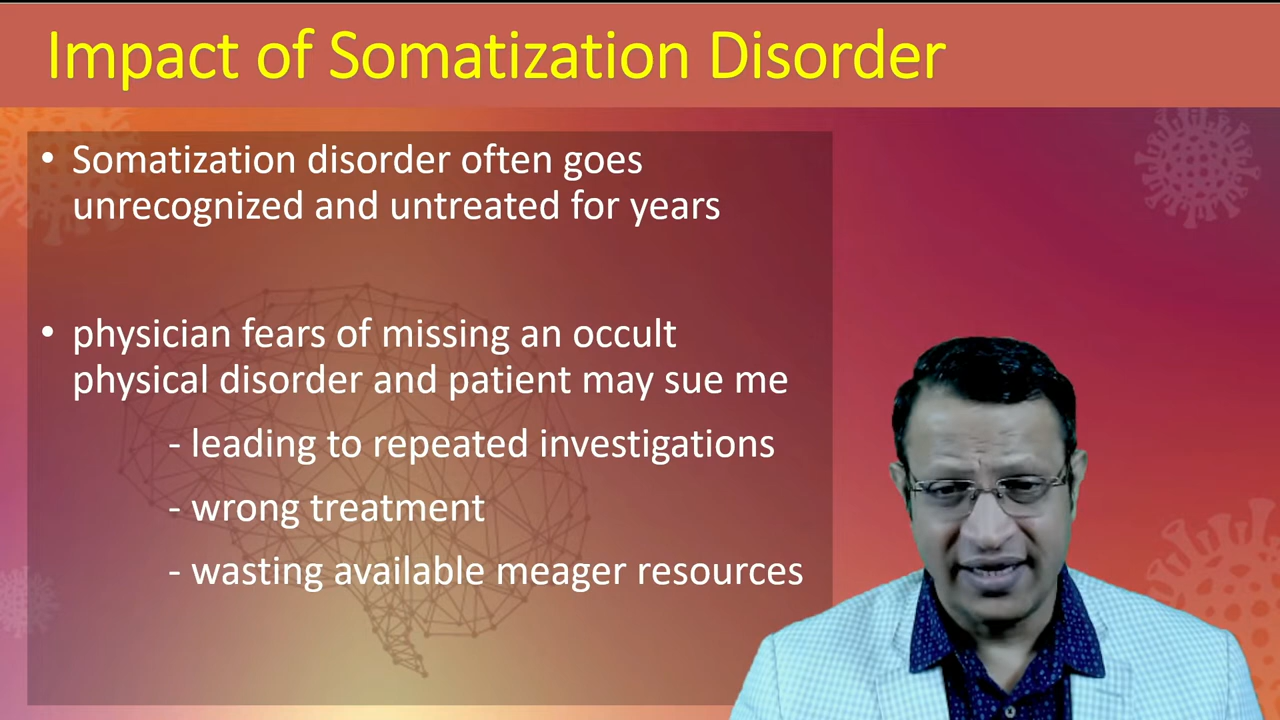 Impact of Somatization Disorder
• Somatization disorder often goes
unrecognized and untreated for years
• physician fears of missing an occult
physical disorder and patient may sue me
- leading to repeated investigations
- wrong treatment
- wasting available meager resources